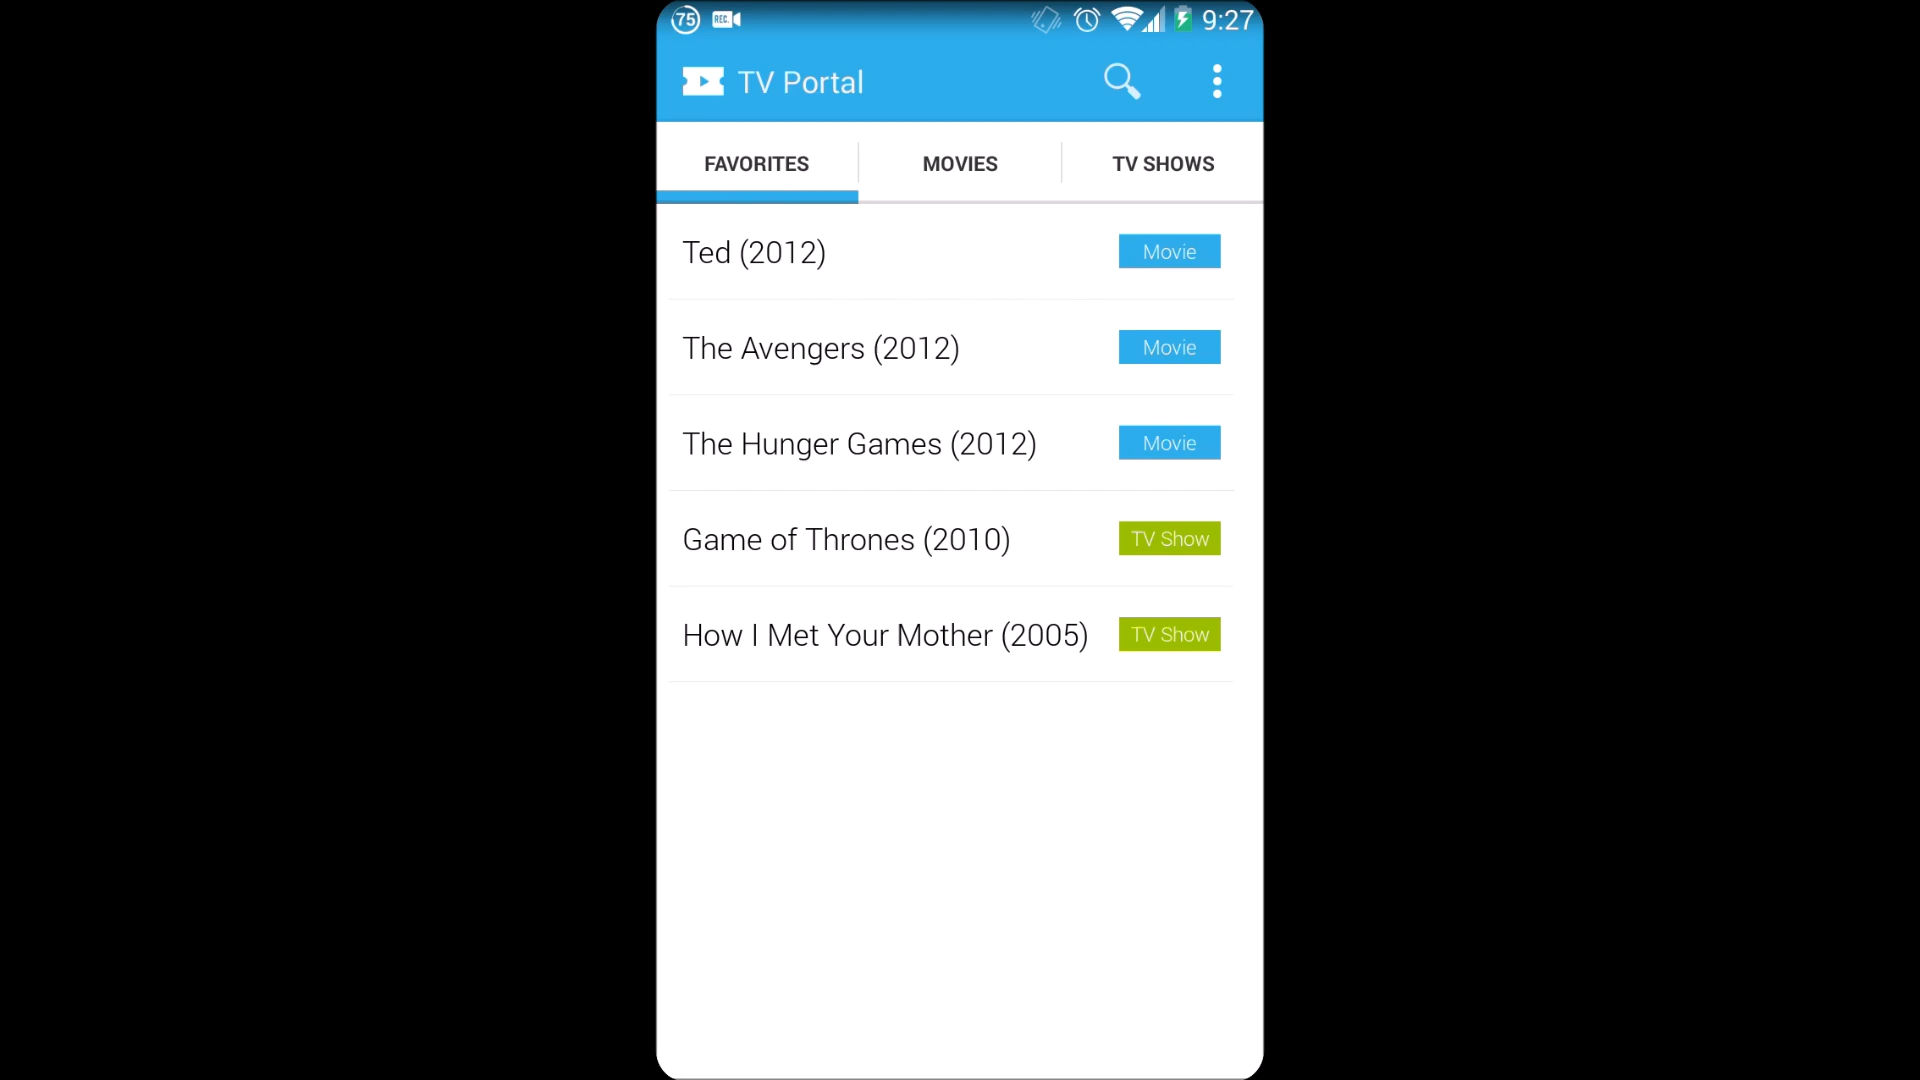 75 REC. 9:27
TV Portal
FAVORITES MOVIES TV SHOWS
Ted (2012) Movie
The Avengers (2012) Movie
The Hunger Games (2012) Movie
Game of Thrones (2010) TV Show
How I Met Your Mother (2005) TV Show